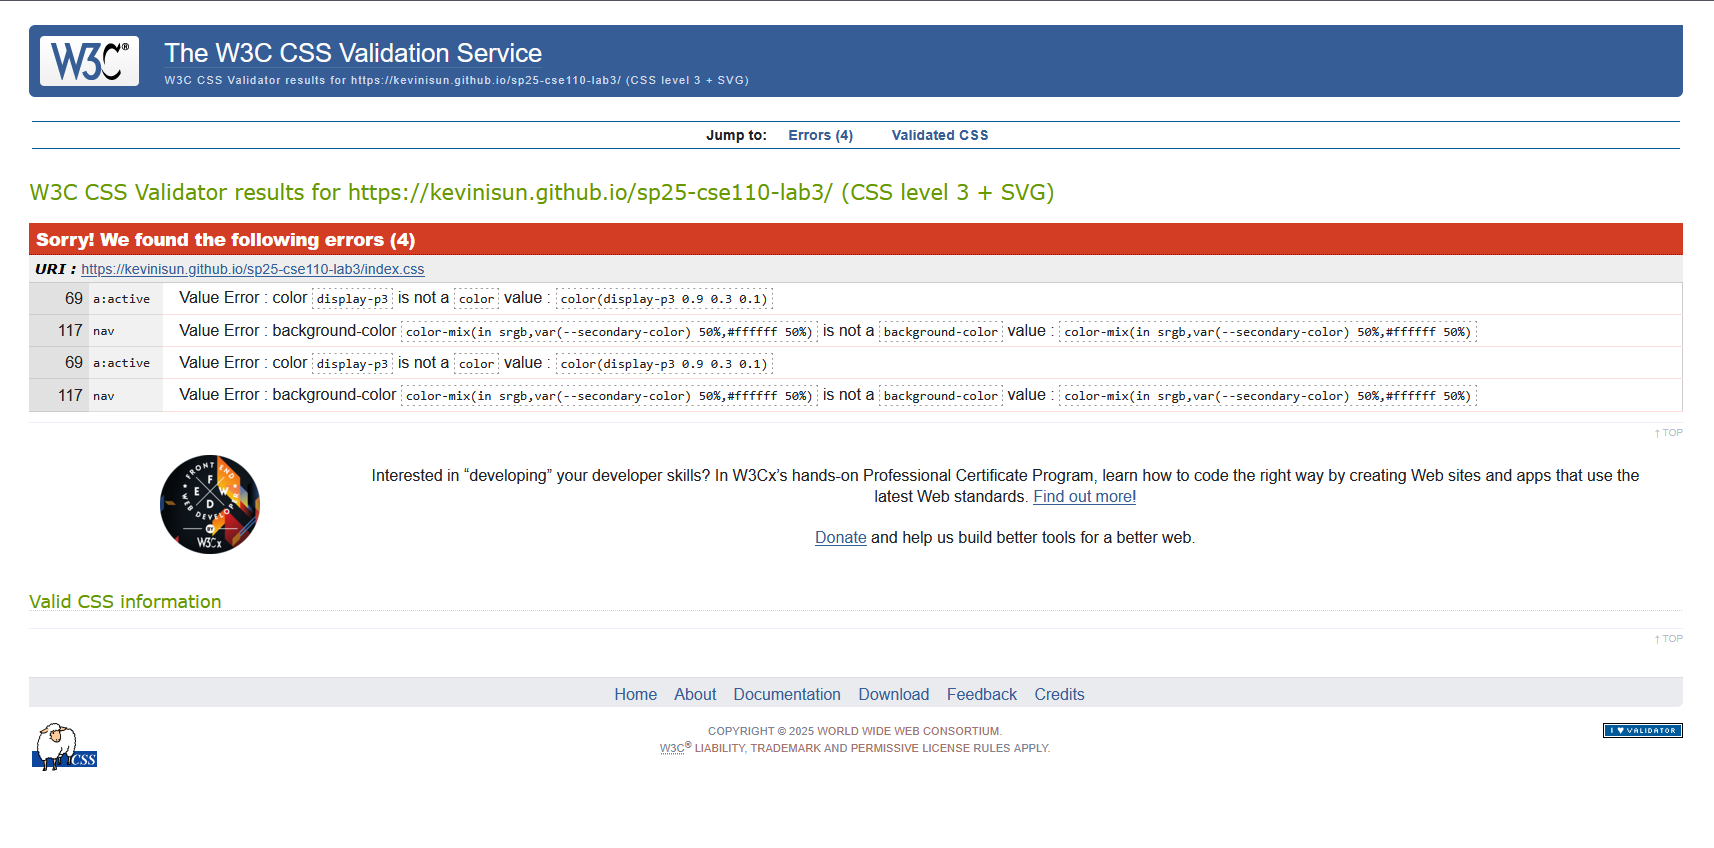 W3C®
The W3C CSS Validation Service
W3C CSS Validator results for https://kevinisun.github.io/sp25-cse110-lab3/ (CSS level 3 + SVG)
Jump to: Errors (4) Validated CSS
W3C CSS Validator results for https://kevinisun.github.io/sp25-cse110-lab3/ (CSS level 3 + SVG)
Sorry! We found the following errors (4)
URI : https://kevinisun.github.io/sp25-cse110-lab3/index.css
69 a:active Value Error : color display-p3 is not a color value : color(display-p3 0.9 0.3 0.1)
117 nav Value Error : background-color color-mix(in srgb,var(--secondary-color) 50%,#ffffff 50%) is not a background-color value : color-mix(in srgb,var(--secondary-color) 50%,#ffffff 50%)
69 a:active Value Error : color display-p3 is not a color value : color(display-p3 0.9 0.3 0.1)
117 nav Value Error : background-color color-mix(in srgb,var(--secondary-color) 50%,#ffffff 50%) is not a background-color value : color-mix(in srgb,var(--secondary-color) 50%,#ffffff 50%)
↑ TOP
FRONT END
F
E W
D
WEB DEVELOPER
BY
W3Cx
Interested in “developing” your developer skills? In W3Cx’s hands-on Professional Certificate Program, learn how to code the right way by creating Web sites and apps that use the
latest Web standards. Find out more!
Donate and help us build better tools for a better web.
Valid CSS information
↑ TOP
Home About Documentation Download Feedback Credits
CSS
COPYRIGHT © 2025 WORLD WIDE WEB CONSORTIUM.
W3C® LIABILITY, TRADEMARK AND PERMISSIVE LICENSE RULES APPLY.
I ♥ VALIDATOR